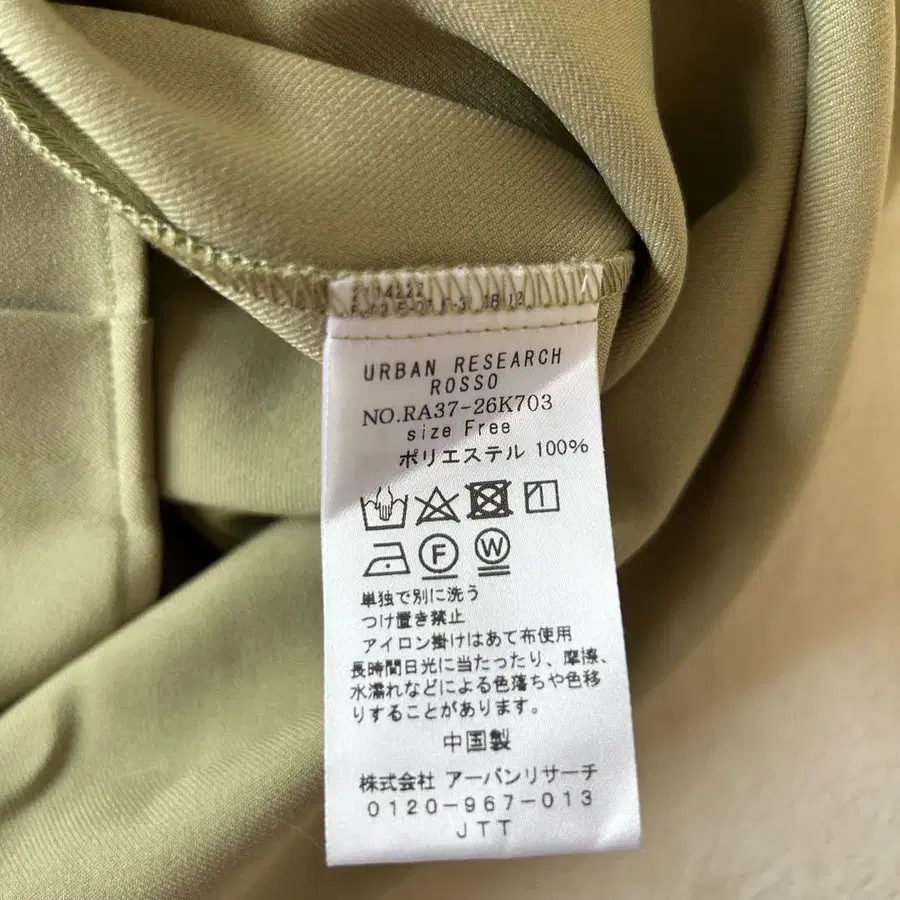 URBAN RESEARCH
ROSSO
NO.RA37-26K703
size Free
ポリエステル 100%
F W
単独で別に洗う
つけ置き禁止
アイロン掛けはあて布使用
長時間日光に当たったり、摩擦、
水濡れなどによる色落ちや色移
りすることがあります。
中国製
株式会社 アーバンリサーチ
0120-967-013
JTT